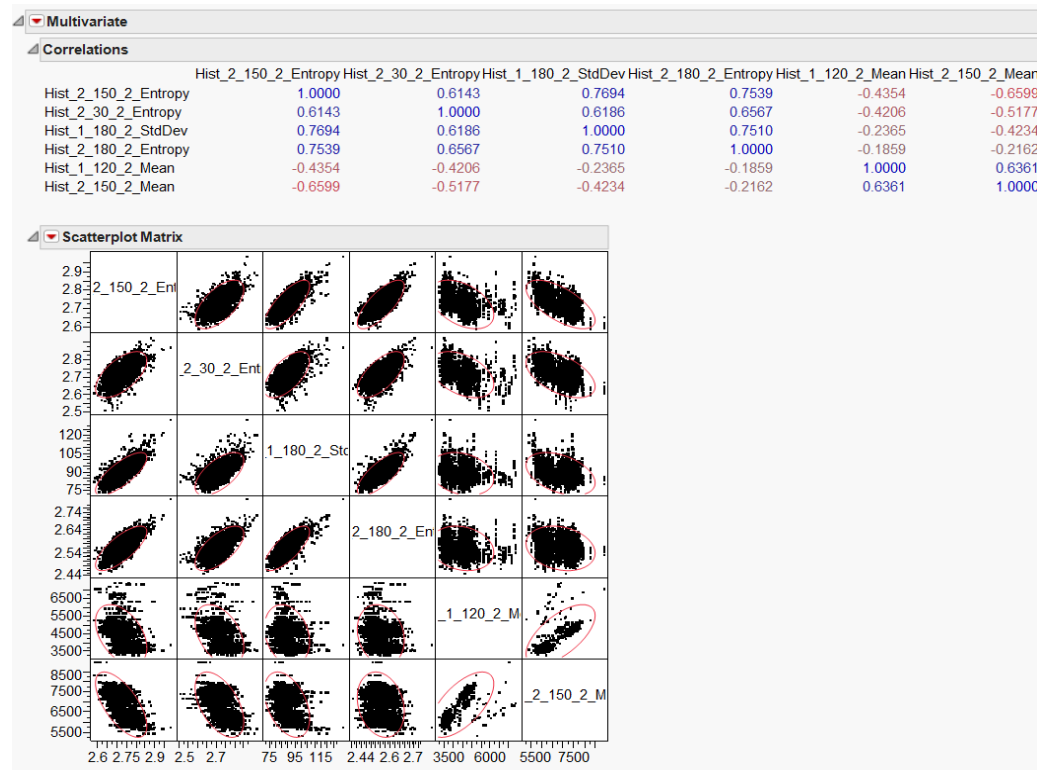 Multivariate
Correlations
Hist_2_150_2_Entropy Hist_2_30_2_Entropy Hist_1_180_2_StdDev Hist_2_180_2_Entropy Hist_1_120_2_Mean Hist_2_150_2_Mean
Hist_2_150_2_Entropy 1.0000 0.6143 0.7694 0.7539 -0.4354 -0.6599
Hist_2_30_2_Entropy 0.6143 1.0000 0.6186 0.6567 -0.4206 -0.5177
Hist_1_180_2_StdDev 0.7694 0.6186 1.0000 0.7510 -0.2365 -0.4234
Hist_2_180_2_Entropy 0.7539 0.6567 0.7510 1.0000 -0.1859 -0.2162
Hist_1_120_2_Mean -0.4354 -0.4206 -0.2365 -0.1859 1.0000 0.6361
Hist_2_150_2_Mean -0.6599 -0.5177 -0.4234 -0.2162 0.6361 1.0000
Scatterplot Matrix
2.9
2.8 2_150_2_Ent
2.7
2.6
2.8
2.7 _2_30_2_Ent
2.6
2.5
120
105 1_180_2_Std
90
75
2.74
2.64 2_180_2_En
2.54
2.44
6500
5500 _1_120_2_M
4500
3500
8500
7500 _2_150_2_M
6500
5500
2.6 2.75 2.9 2.5 2.7 75 95 115 2.44 2.6 2.7 3500 6000 5500 7500